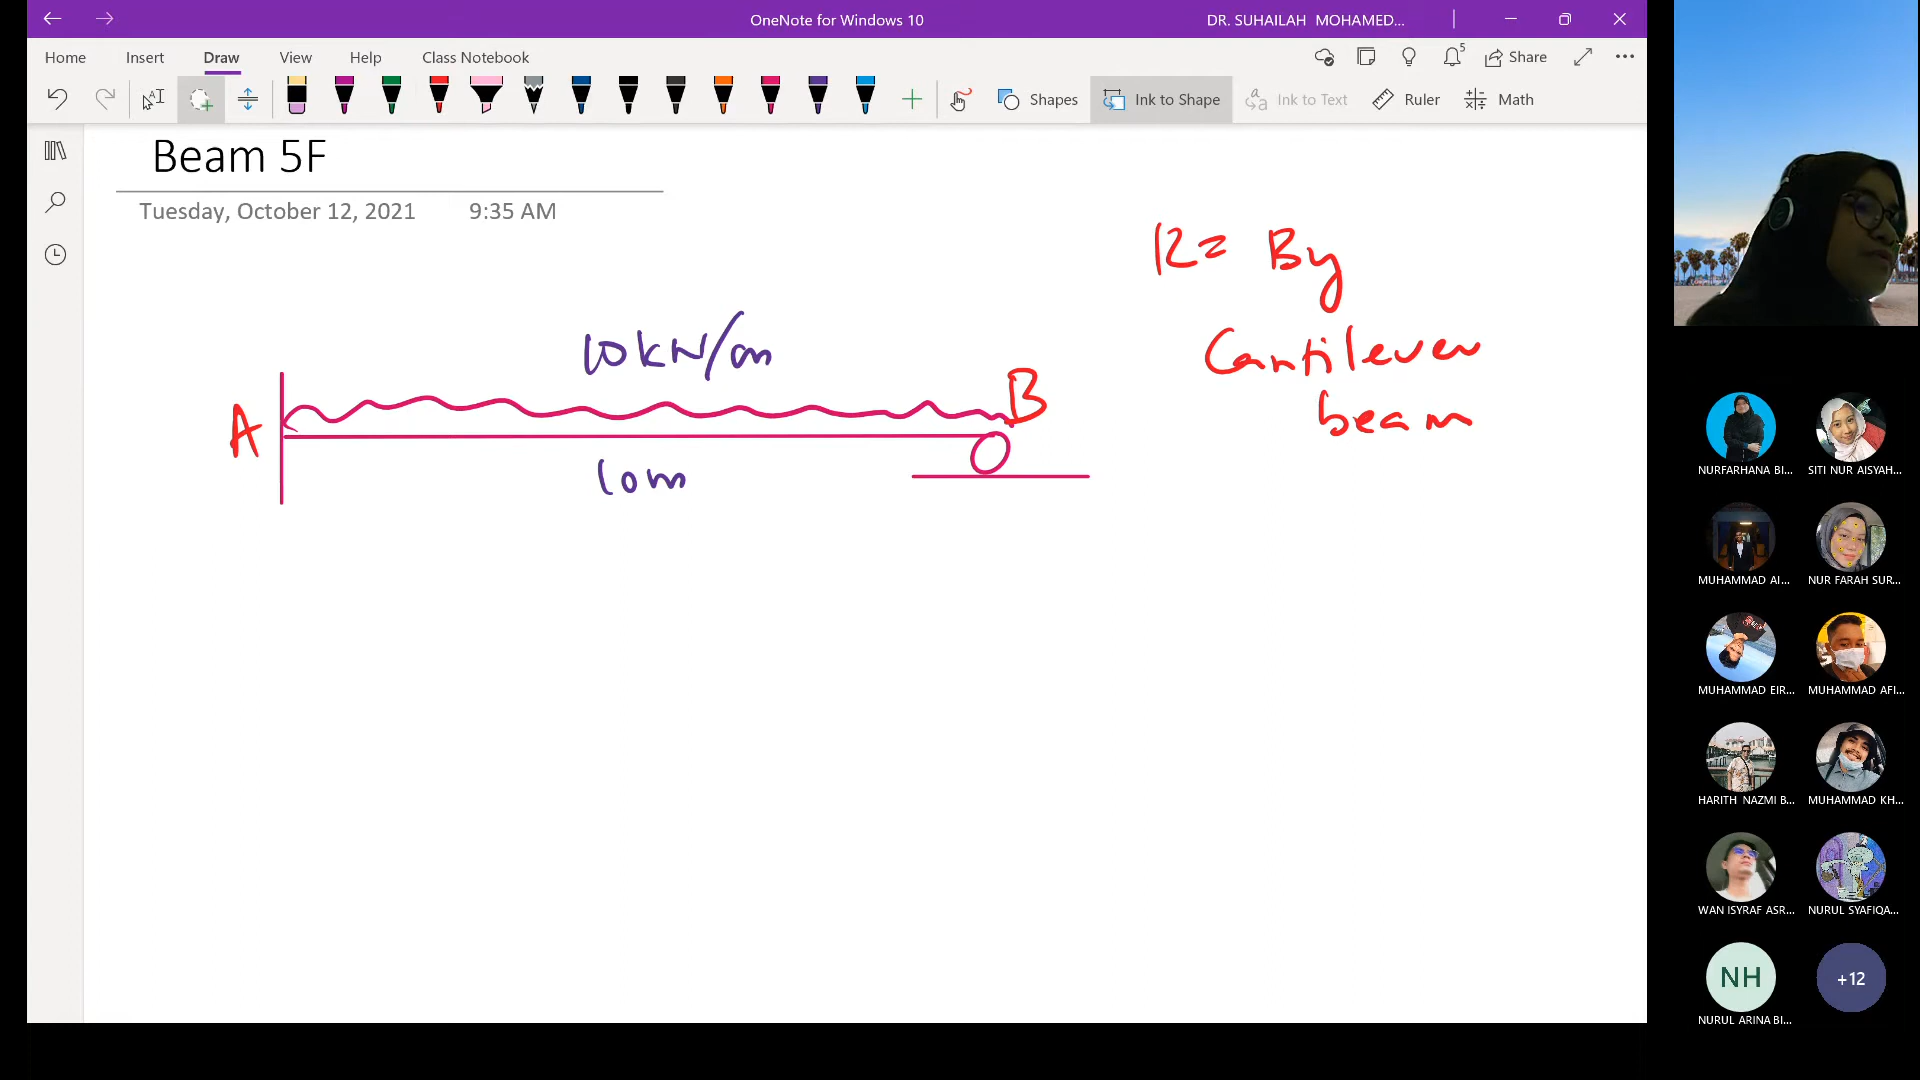 OneNote for Windows 10
DR. SUHAILAH MOHAMED...
Home Insert Draw View Help Class Notebook
5
Share
Shapes Ink to Shape Ink to Text Ruler Math
Beam 5F
Tuesday, October 12, 2021 9:35 AM
R = By
Cantilever
beam
10kN/m
A
B
10m
NURFARHANA BI...
SITI NUR AISYAH...
MUHAMMAD AI...
NUR FARAH SUR...
MUHAMMAD EIR...
MUHAMMAD AFI...
HARITH NAZMI B...
MUHAMMAD KH...
WAN ISYRAF ASR...
NURUL SYAFIQA...
NH
+12
NURUL ARINA BI...